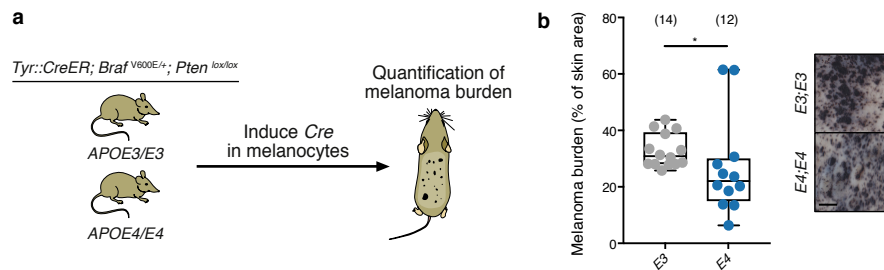 a
Tyr::CreER; Braf V600E/+; Pten lox/lox
APOE3/E3
APOE4/E4
Induce Cre
in melanocytes
Quantification of
melanoma burden
b
Melanoma burden (% of skin area)
80
60
40
20
0
(14)
(12)
*
E3
E4
E3;E3
E4;E4